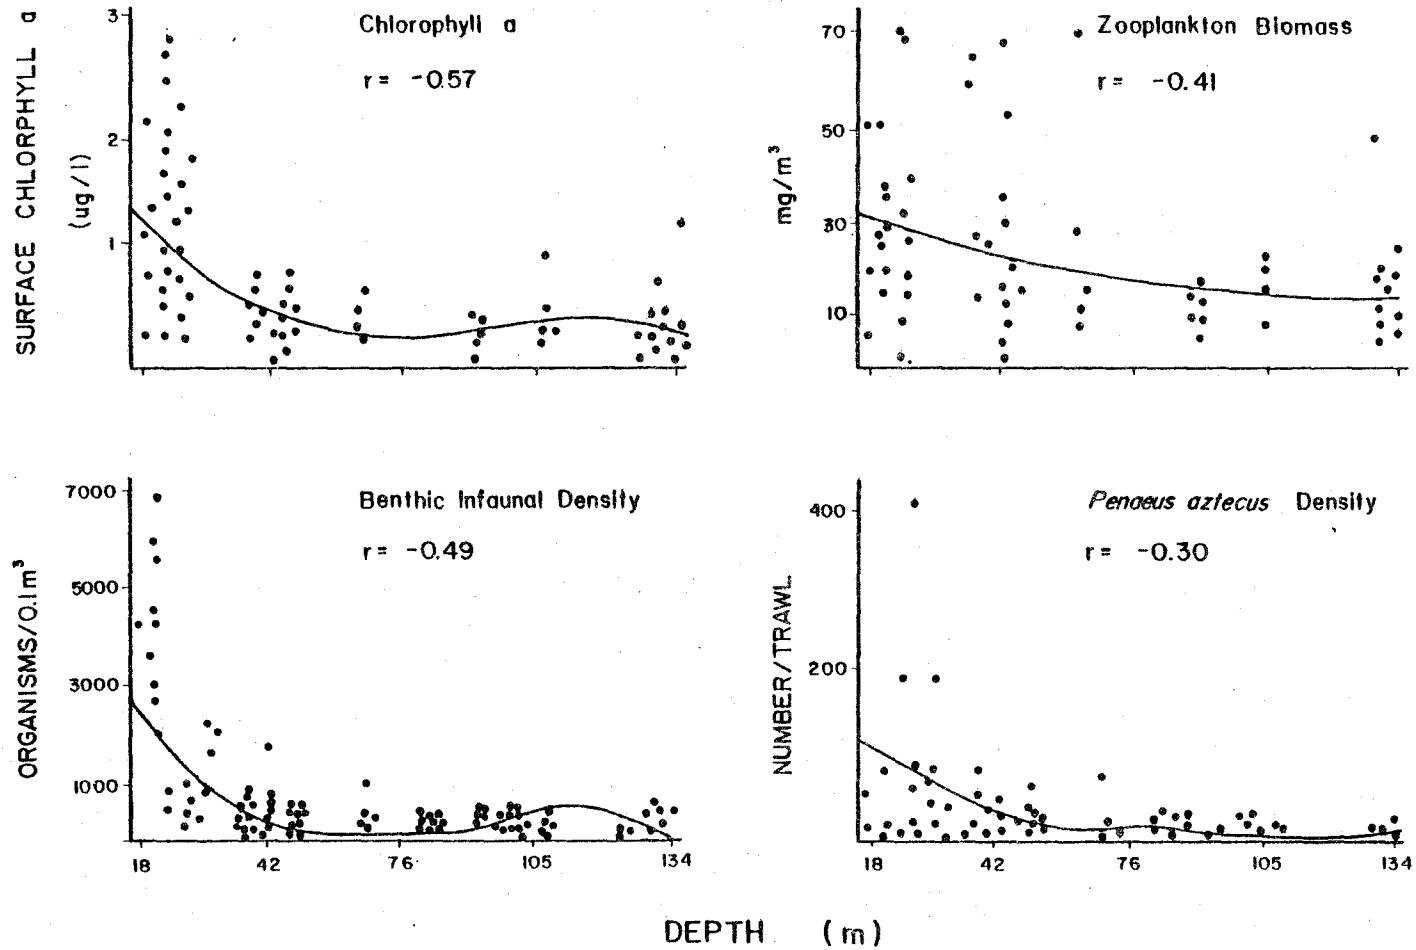 SURFACE CHLORPHYLL a
(ug/l)
3
2
1
Chlorophyll a
r = -0.57
mg/m³
70
50
30
10
Zooplankton Biomass
r = -0.41
ORGANISMS/0.1m³
7000
5000
3000
1000
Benthic Infaunal Density
r = -0.49
18 42 76 105 134
NUMBER/TRAWL
400
200
Penaeus aztecus Density
r = -0.30
18 42 76 105 134
DEPTH (m)